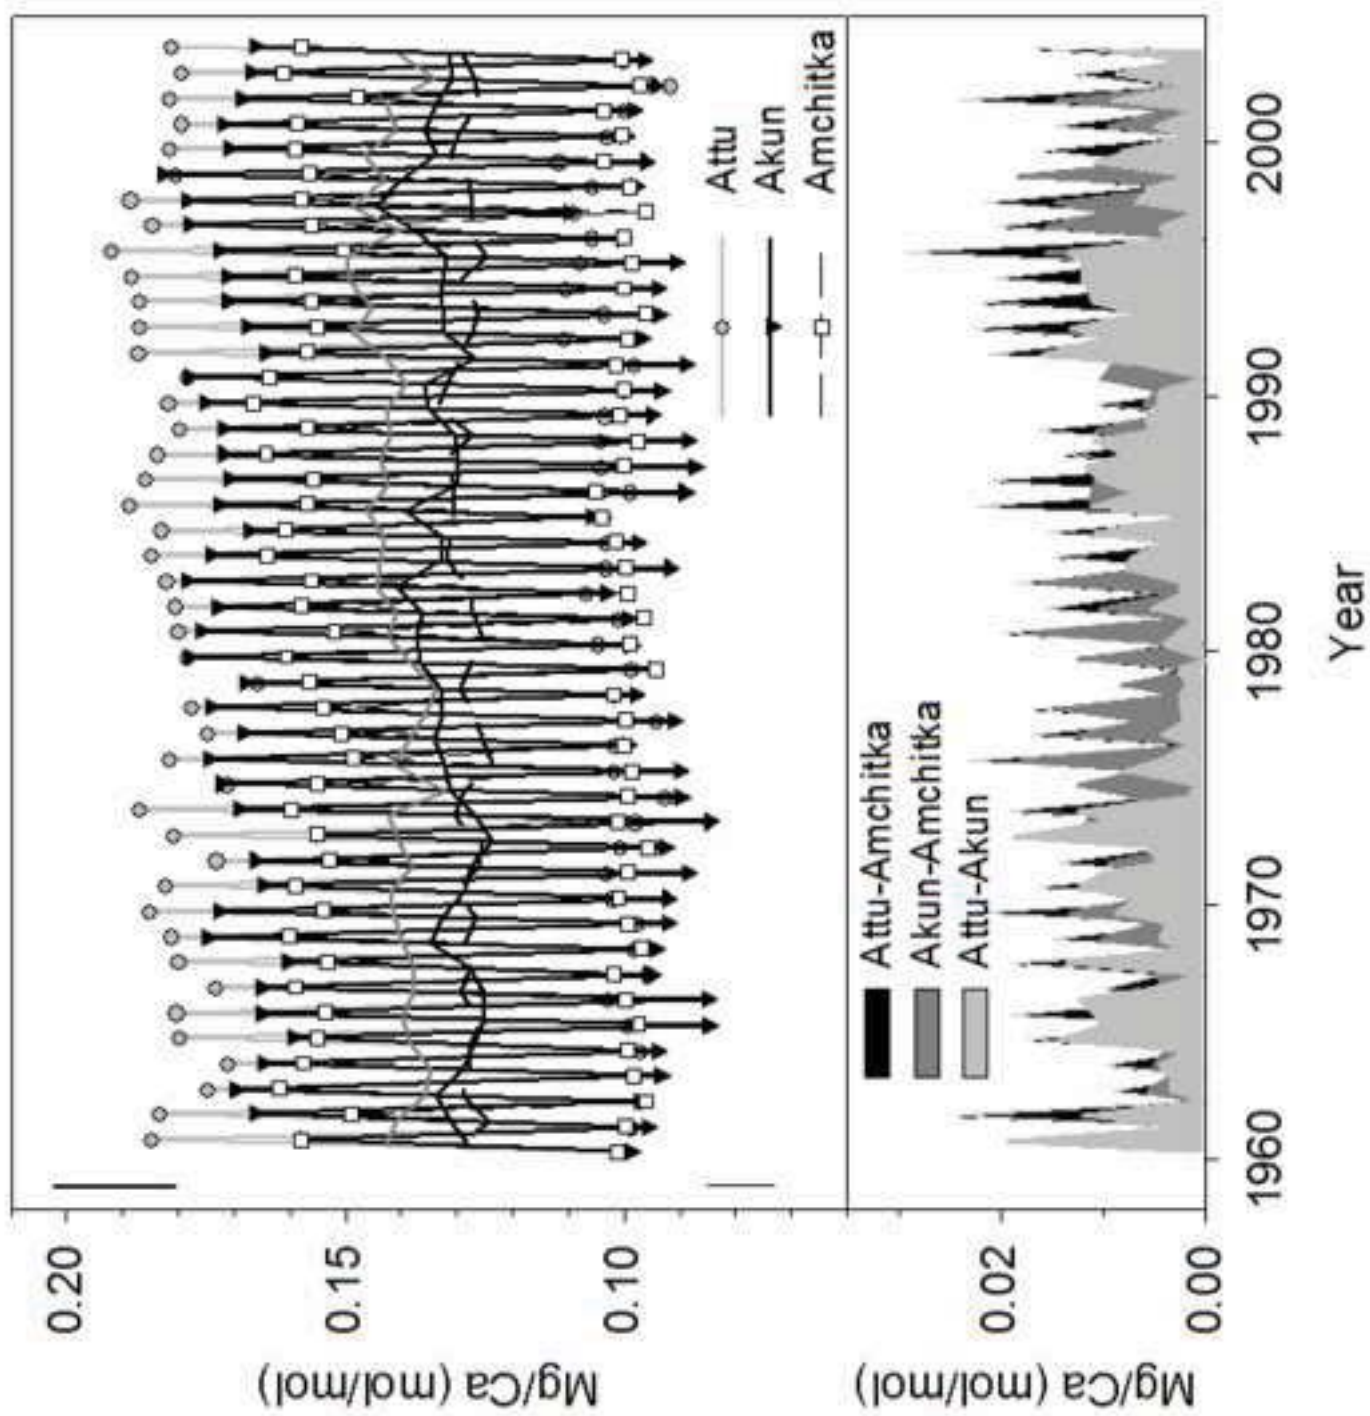 Mg/Ca (mol/mol)
0.20
0.15
0.10
Attu
Akun
Amchitka
Mg/Ca (mol/mol)
0.02
0.00
Attu-Amchitka
Akun-Amchitka
Attu-Akun
1960
1970
1980
1990
2000
Year